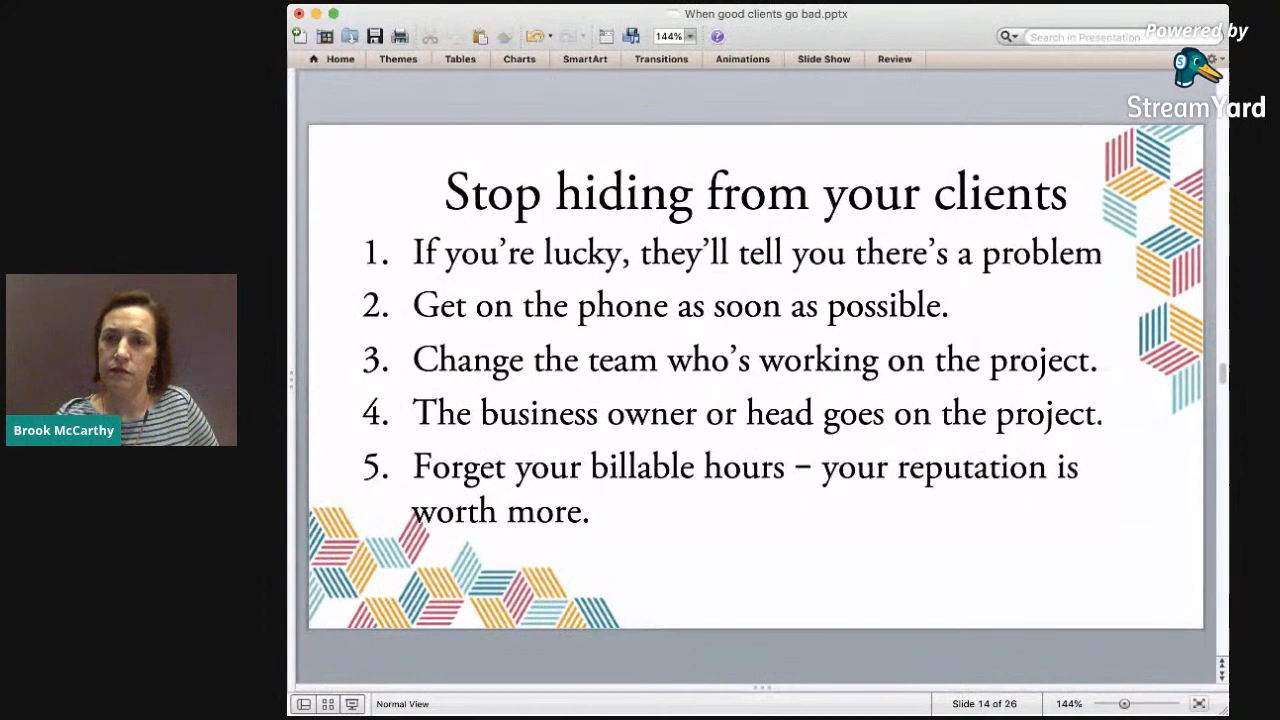 When good clients go bad.pptx
Powered by
144%
Search in Presentation
Home Themes Tables Charts SmartArt Transitions Animations Slide Show Review
S
StreamYard
Stop hiding from your clients
1. If you're lucky, they'll tell you there's a problem
2. Get on the phone as soon as possible.
3. Change the team who's working on the project.
4. The business owner or head goes on the project.
5. Forget your billable hours – your reputation is
worth more.
Brook McCarthy
Normal View
Slide 14 of 26
144%